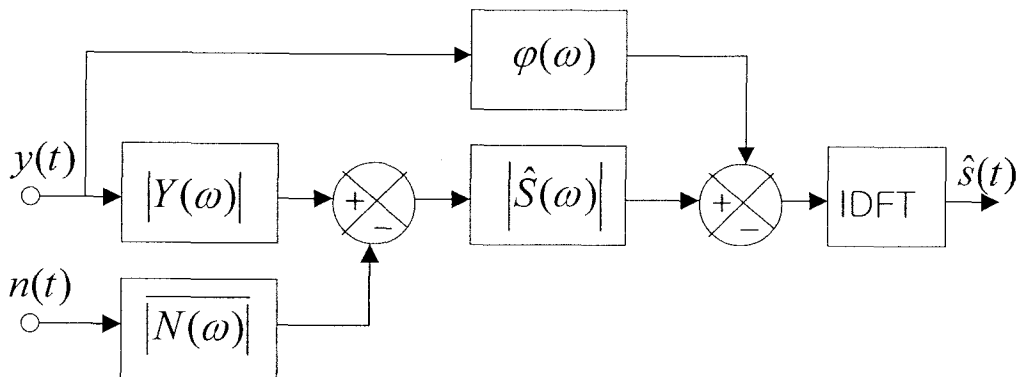 φ(ω)
y(t)
|Y(ω)|
+
−
|Ŝ(ω)|
+
−
IDFT
ŝ(t)
n(t)
|N(ω)|̅